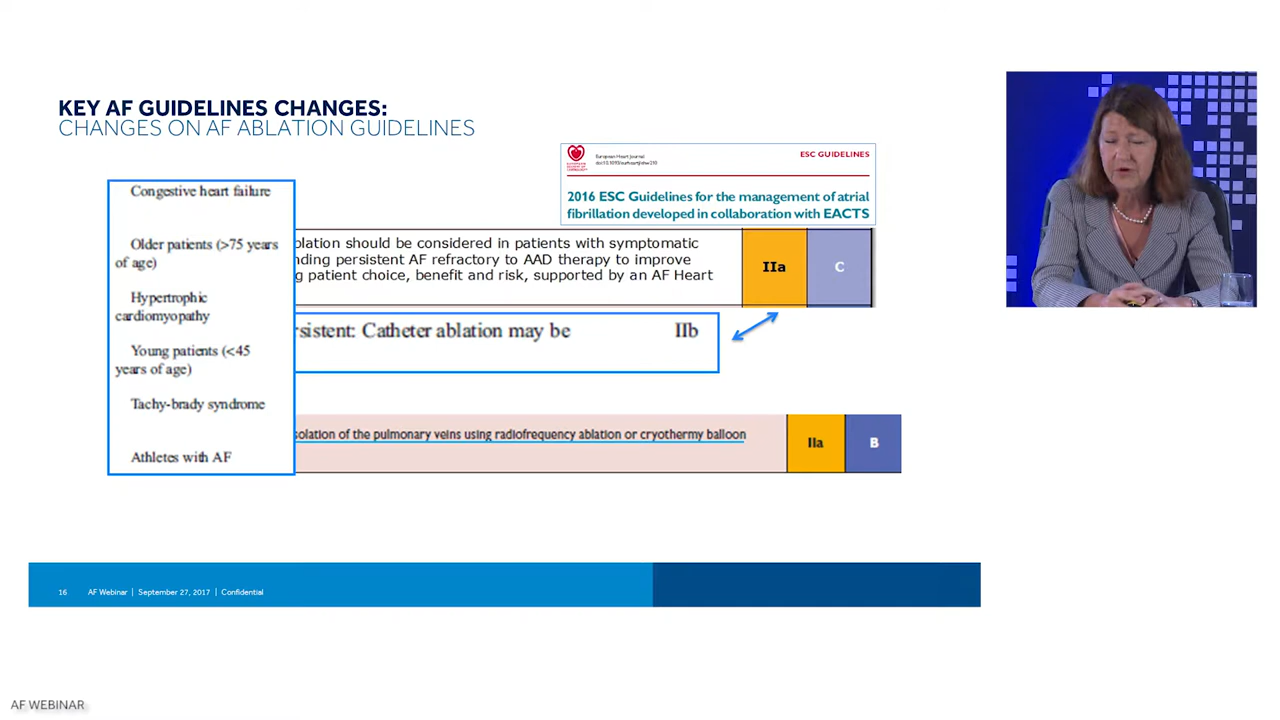 KEY AF GUIDELINES CHANGES:
CHANGES ON AF ABLATION GUIDELINES
European Heart Journal
ESC GUIDELINES
2016 ESC Guidelines for the management of atrial
fibrillation developed in collaboration with EACTS
Congestive heart failure
Older patients (>75 years
of age)
Hypertrophic
cardiomyopathy
Young patients (<45
years of age)
Tachy-brady syndrome
Athletes with AF
blation should be considered in patients with symptomatic
nding persistent AF refractory to AAD therapy to improve
g patient choice, benefit and risk, supported by an AF Heart
IIa
C
rsistent: Catheter ablation may be
IIb
solation of the pulmonary veins using radiofrequency ablation or cryothermy balloon
IIa
B
16 AF Webinar | September 27, 2017 | Confidential
AF WEBINAR